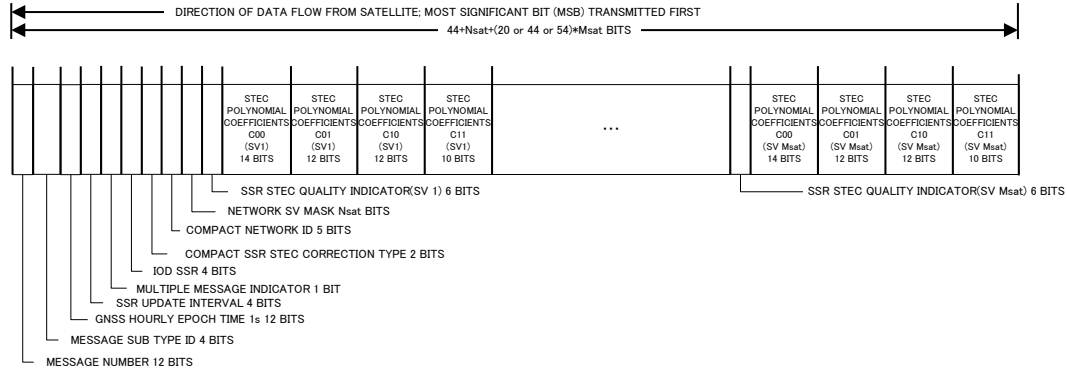 DIRECTION OF DATA FLOW FROM SATELLITE; MOST SIGNIFICANT BIT (MSB) TRANSMITTED FIRST
44+Nsat+(20 or 44 or 54)*Msat BITS
STEC
POLYNOMIAL
COEFFICIENTS
C00
(SV1)
14 BITS
STEC
POLYNOMIAL
COEFFICIENTS
C01
(SV1)
12 BITS
STEC
POLYNOMIAL
COEFFICIENTS
C10
(SV1)
12 BITS
STEC
POLYNOMIAL
COEFFICIENTS
C11
(SV1)
10 BITS
...
STEC
POLYNOMIAL
COEFFICIENTS
C00
(SV Msat)
14 BITS
STEC
POLYNOMIAL
COEFFICIENTS
C01
(SV Msat)
12 BITS
STEC
POLYNOMIAL
COEFFICIENTS
C10
(SV Msat)
12 BITS
STEC
POLYNOMIAL
COEFFICIENTS
C11
(SV Msat)
10 BITS
SSR STEC QUALITY INDICATOR(SV 1) 6 BITS
SSR STEC QUALITY INDICATOR(SV Msat) 6 BITS
NETWORK SV MASK Nsat BITS
COMPACT NETWORK ID 5 BITS
COMPACT SSR STEC CORRECTION TYPE 2 BITS
IOD SSR 4 BITS
MULTIPLE MESSAGE INDICATOR 1 BIT
SSR UPDATE INTERVAL 4 BITS
GNSS HOURLY EPOCH TIME 1s 12 BITS
MESSAGE SUB TYPE ID 4 BITS
MESSAGE NUMBER 12 BITS